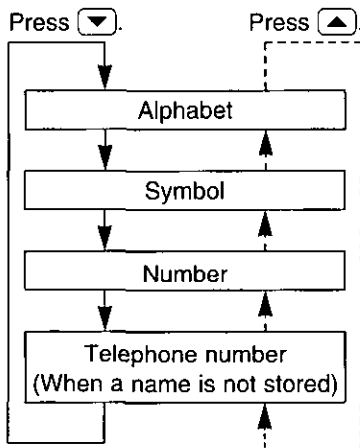 Press ▼.
Press ▲.
Alphabet
Symbol
Number
Telephone number
(When a name is not stored)